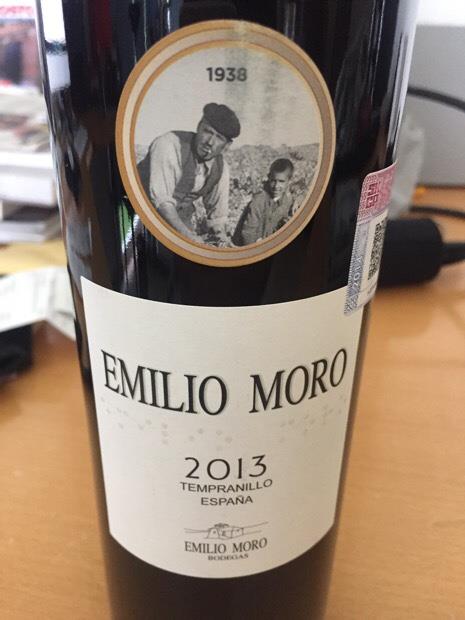 1938
EMILIO MORO
2013
TEMPRANILLO
ESPAÑA
EMILIO MORO
BODEGAS